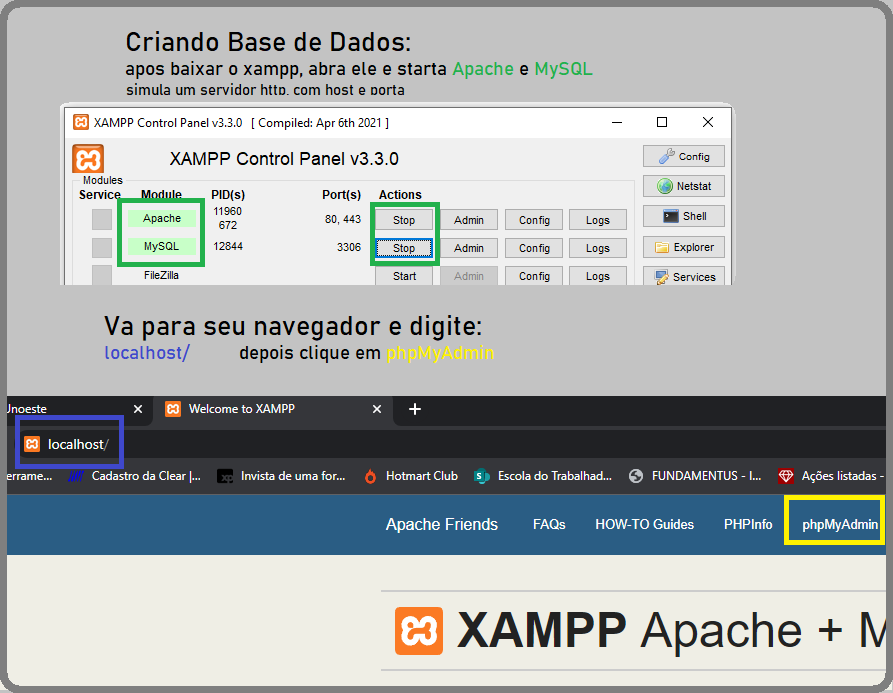 Criando Base de Dados:
apos baixar o xampp, abra ele e starta Apache e MySQL
simula um servidor http, com host e porta
XAMPP Control Panel v3.3.0 [ Compiled: Apr 6th 2021 ]
XAMPP Control Panel v3.3.0
Config
Modules
Service Module PID(s) Port(s) Actions
Netstat
Apache 11960 672 80, 443 Stop Admin Config Logs
Shell
MySQL 12844 3306 Stop Admin Config Logs
Explorer
FileZilla Start Admin Config Logs
Services
Va para seu navegador e digite:
localhost/ depois clique em phpMyAdmin
Unoeste Welcome to XAMPP
localhost/
errame... Cadastro da Clear |... xp Invista de uma for... Hotmart Club S Escola do Trabalhad... FUNDAMENTUS - I... Ações listadas -
Apache Friends FAQs HOW-TO Guides PHPInfo phpMyAdmin
XAMPP Apache + M